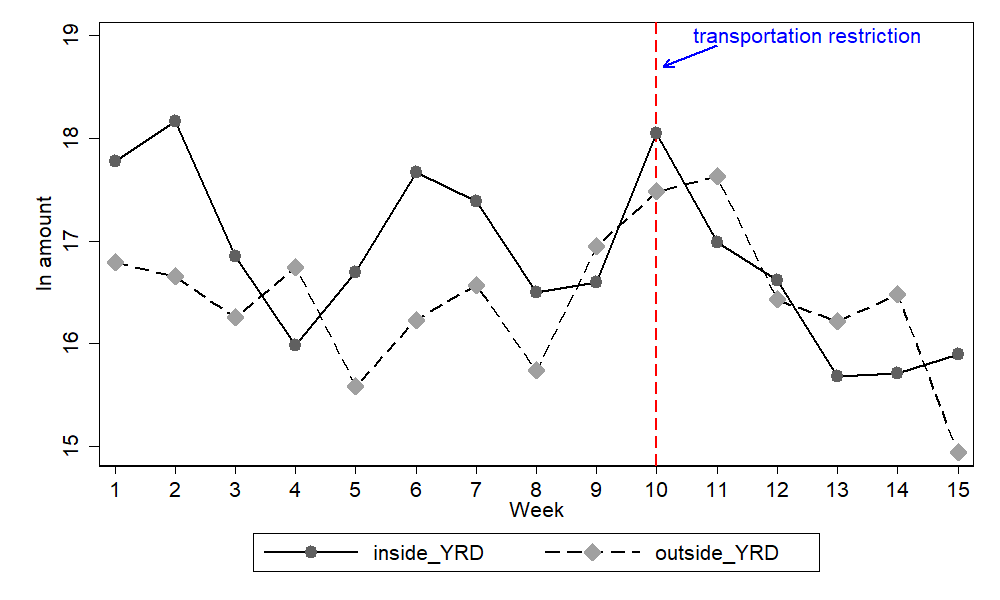 transportation restriction
ln amount
19
18
17
16
15
1 2 3 4 5 6 7 8 9 10 11 12 13 14 15
Week
inside_YRD outside_YRD